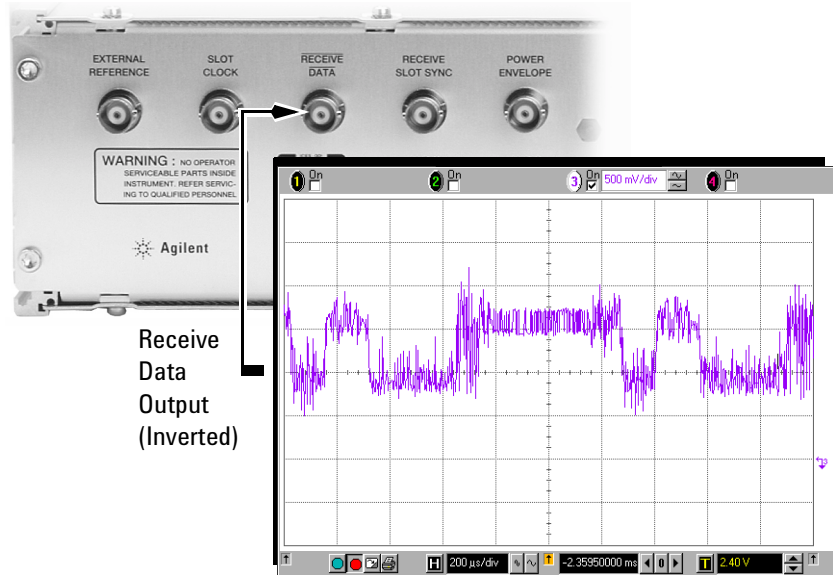 EXTERNAL
REFERENCE
SLOT
CLOCK
RECEIVE
DATA
RECEIVE
SLOT SYNC
POWER
ENVELOPE
WARNING : NO OPERATOR
SERVICEABLE PARTS INSIDE
INSTRUMENT. REFER SERVIC-
ING TO QUALIFIED PERSONNEL
Agilent
Receive
Data
Output
(Inverted)
1 On
2 On
3 On 500 mV/div
4 On
3
H 200 µs/div -2.35950000 ms 0 T 2.40 V